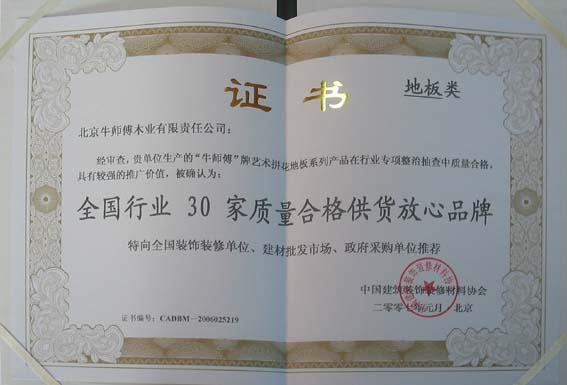 证书
地板类
北京牛师傅木业有限责任公司：
经审查，贵单位生产的“牛师傅”牌艺术拼花地板系列产品在行业专项整治抽查中质量合格，
具有较强的推广价值，被确认为：
全国行业 30 家质量合格供货放心品牌
特向全国装饰装修单位、建材批发市场、政府采购单位推荐
中国建筑装饰装修材料协会
二零零七年元月·北京
证书编号：CADBM—2006025219